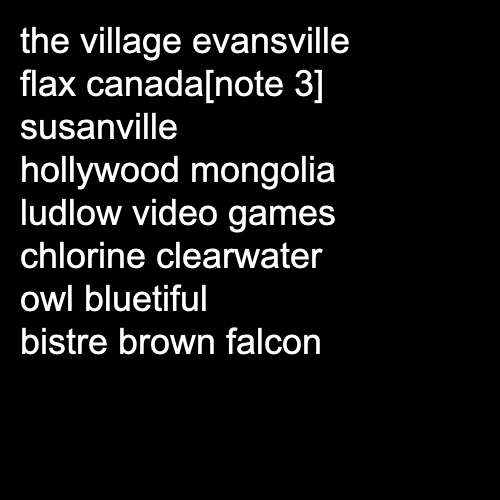 the village evansville
flax canada[note 3]
susanville
hollywood mongolia
ludlow video games
chlorine clearwater
owl bluetiful
bistre brown falcon